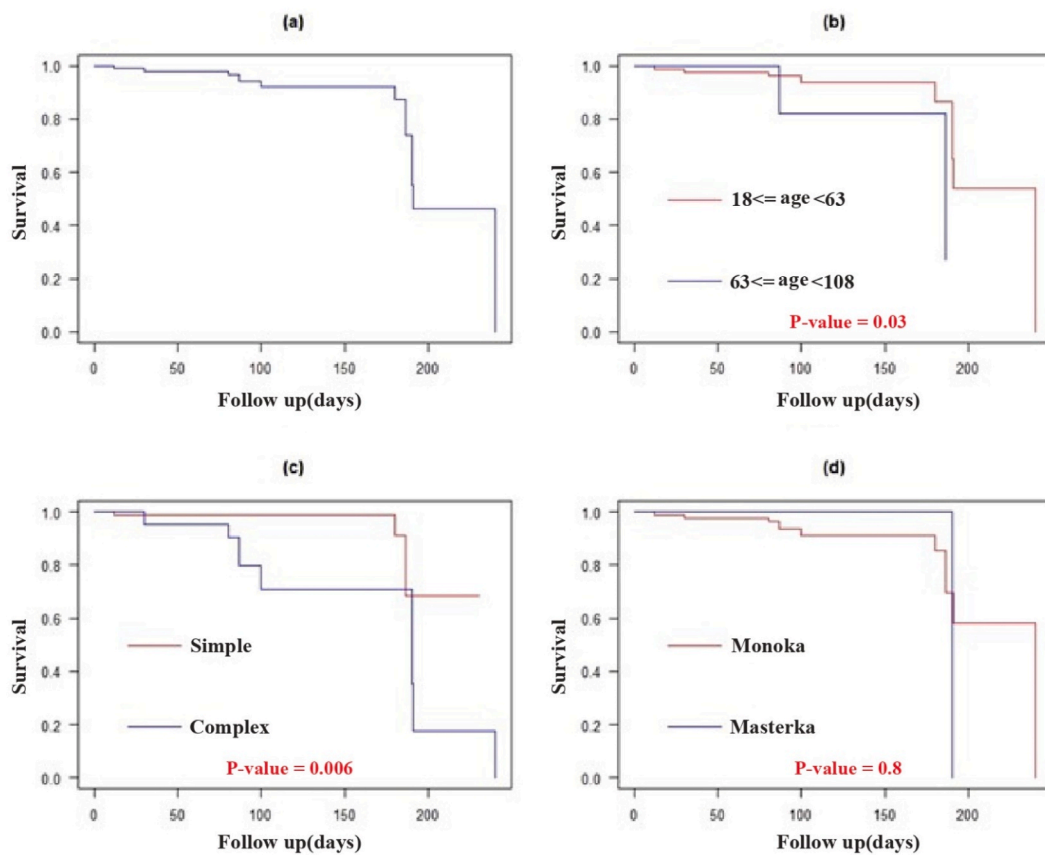 (a)
1.0
0.8
0.6
0.4
0.2
0.0
Survival
0 50 100 150 200
Follow up(days)
(b)
1.0
0.8
0.6
0.4
0.2
0.0
Survival
18<= age <63
63<= age <108
P-value = 0.03
0 50 100 150 200
Follow up(days)
(c)
1.0
0.8
0.6
0.4
0.2
0.0
Survival
Simple
Complex
P-value = 0.006
0 50 100 150 200
Follow up(days)
(d)
1.0
0.8
0.6
0.4
0.2
0.0
Survival
Monoka
Masterka
P-value = 0.8
0 50 100 150 200
Follow up(days)